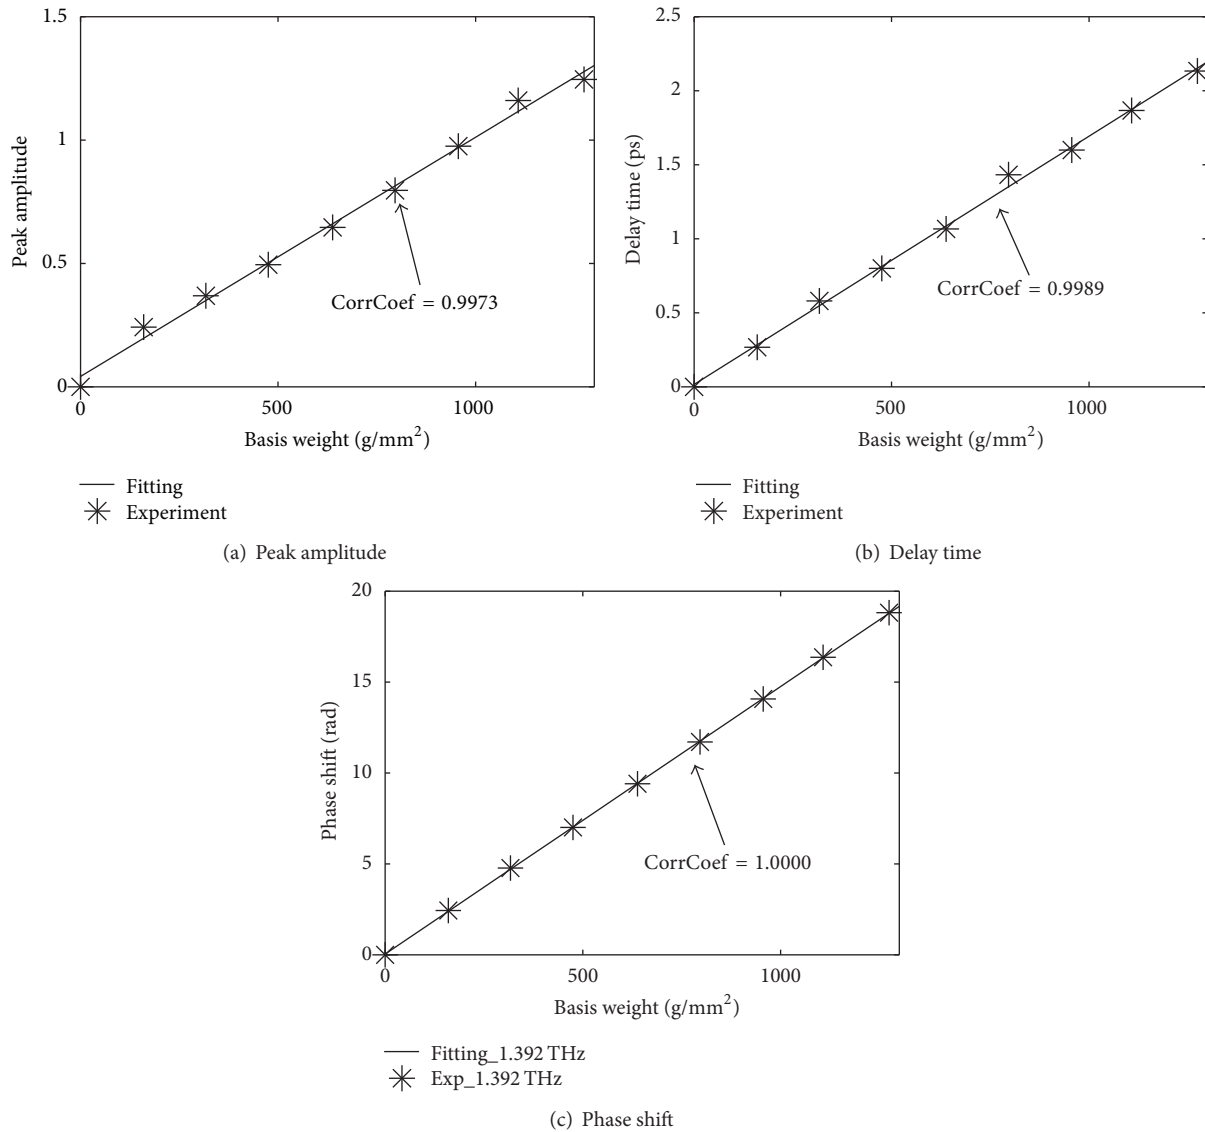 1.5
1
0.5
0
0
500
1000
Peak amplitude
Basis weight (g/mm²)
CorrCoef = 0.9973
Fitting
Experiment
(a) Peak amplitude
2.5
2
1.5
1
0.5
0
0
500
1000
Delay time (ps)
Basis weight (g/mm²)
CorrCoef = 0.9989
Fitting
Experiment
(b) Delay time
20
15
10
5
0
0
500
1000
Phase shift (rad)
Basis weight (g/mm²)
CorrCoef = 1.0000
Fitting_1.392 THz
Exp_1.392 THz
(c) Phase shift